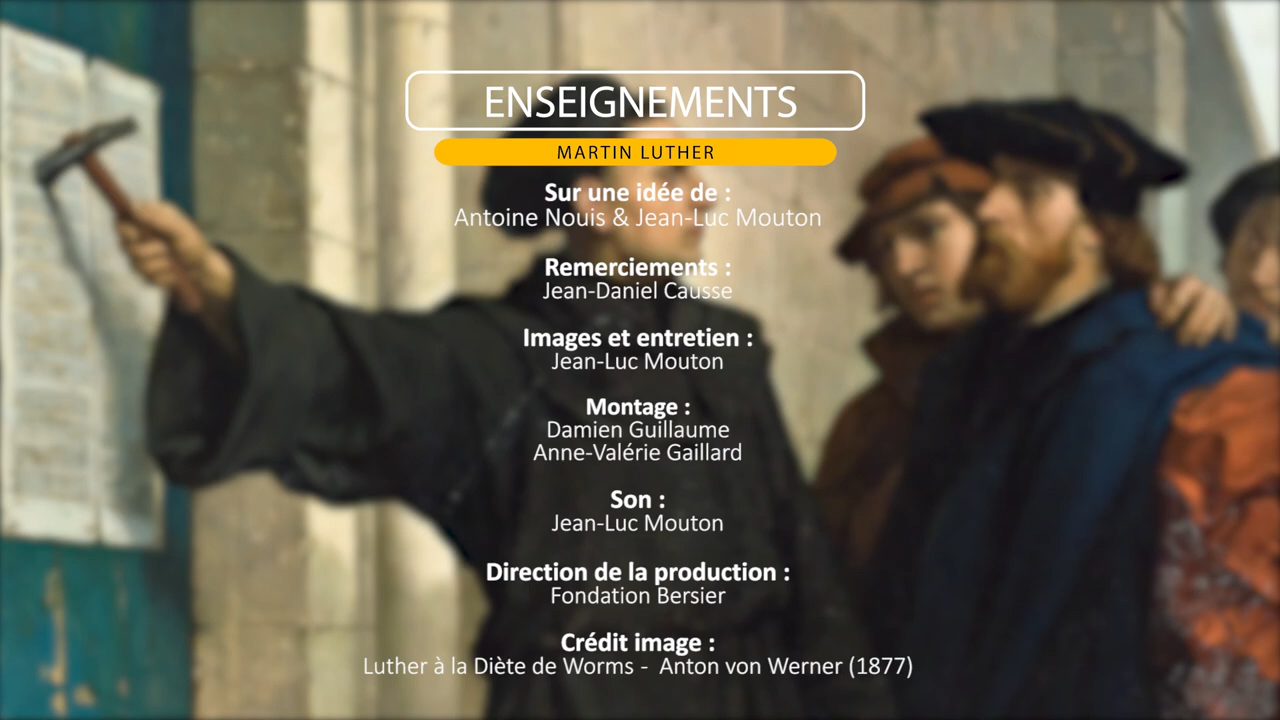 ENSEIGNEMENTS
MARTIN LUTHER
Sur une idée de :
Antoine Nouis & Jean-Luc Mouton
Remerciements :
Jean-Daniel Causse
Images et entretien :
Jean-Luc Mouton
Montage :
Damien Guillaume
Anne-Valérie Gaillard
Son :
Jean-Luc Mouton
Direction de la production :
Fondation Bersier
Crédit image :
Luther à la Diète de Worms - Anton von Werner (1877)